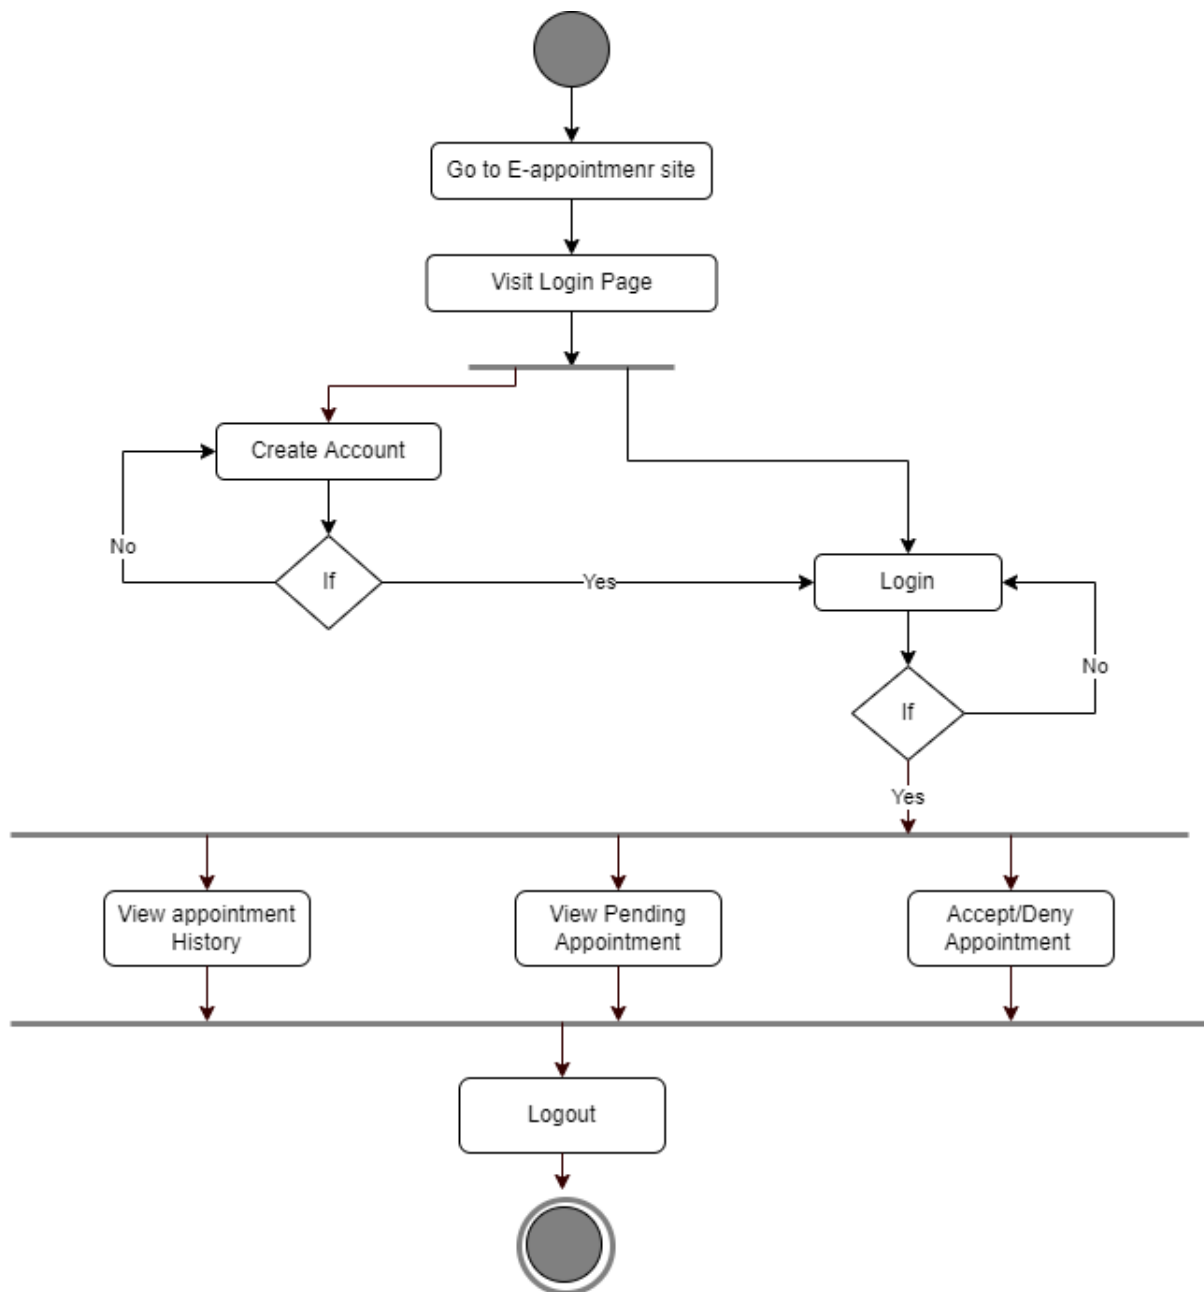 Go to E-appointmenr site
Visit Login Page
Create Account
No
If
Yes
Login
No
If
Yes
View appointment
History
View Pending
Appointment
Accept/Deny
Appointment
Logout